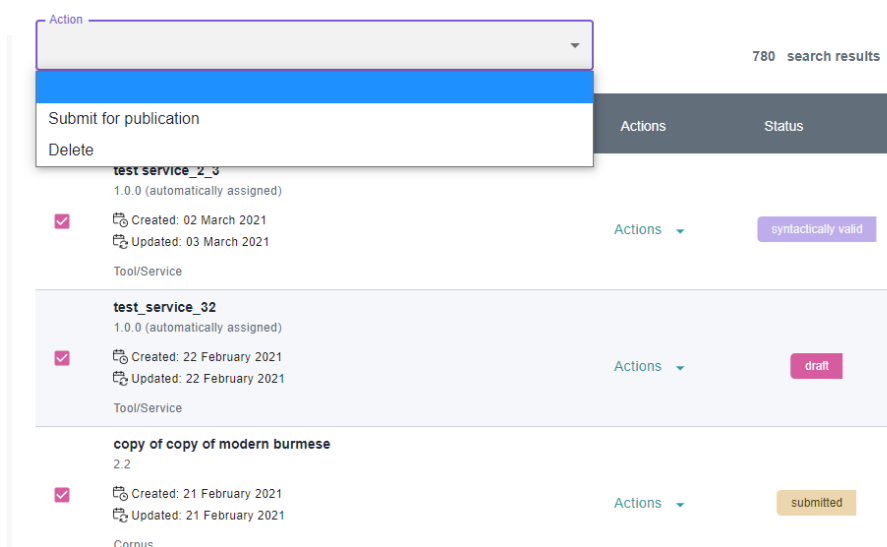 Action
780 search results
Submit for publication
Delete
Actions
Status
test service_2_3
1.0.0 (automatically assigned)
Created: 02 March 2021
Updated: 03 March 2021
Tool/Service
Actions
syntactically valid
test_service_32
1.0.0 (automatically assigned)
Created: 22 February 2021
Updated: 22 February 2021
Tool/Service
Actions
draft
copy of copy of modern burmese
2.2
Created: 21 February 2021
Updated: 21 February 2021
Corpus
Actions
submitted